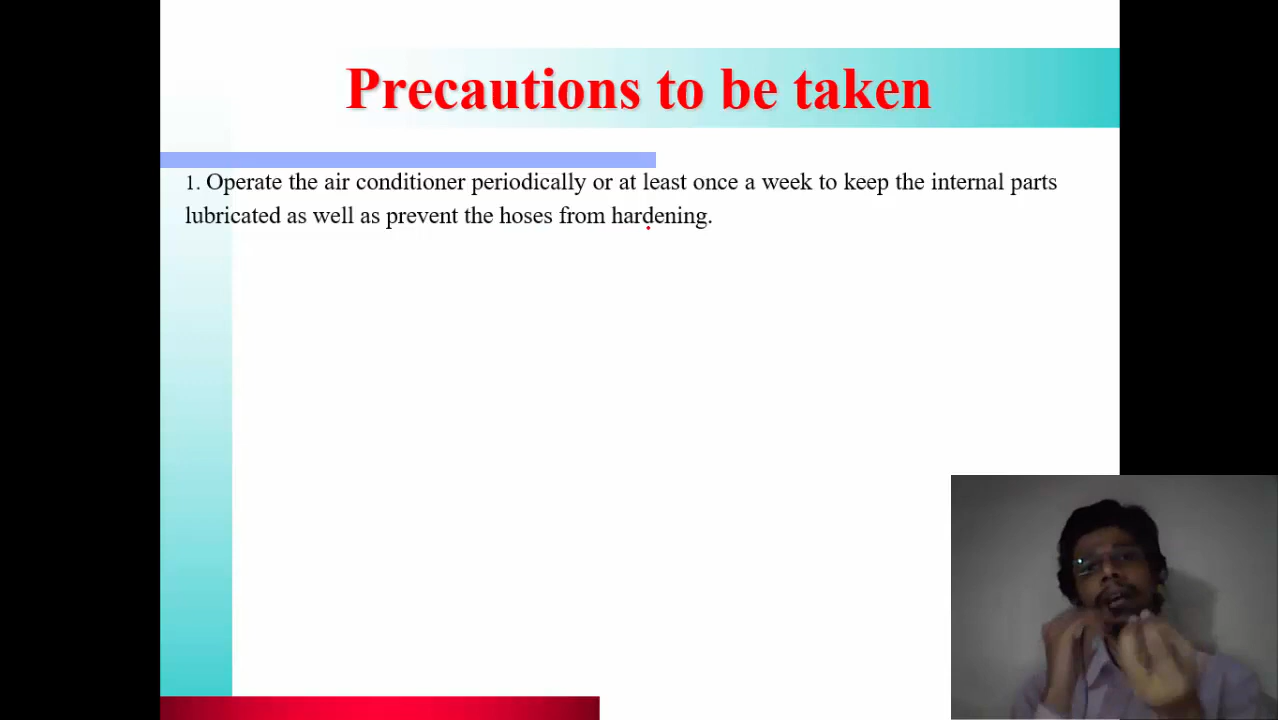 Precautions to be taken
1. Operate the air conditioner periodically or at least once a week to keep the internal parts
lubricated as well as prevent the hoses from hardening.